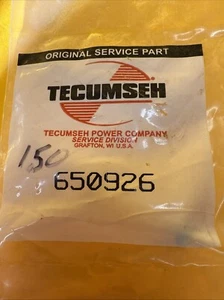 ORIGINAL SERVICE PART
TECUMSEH
TECUMSEH POWER COMPANY
SERVICE DIVISION
GRAFTON, WI U.S.A.
150
650926